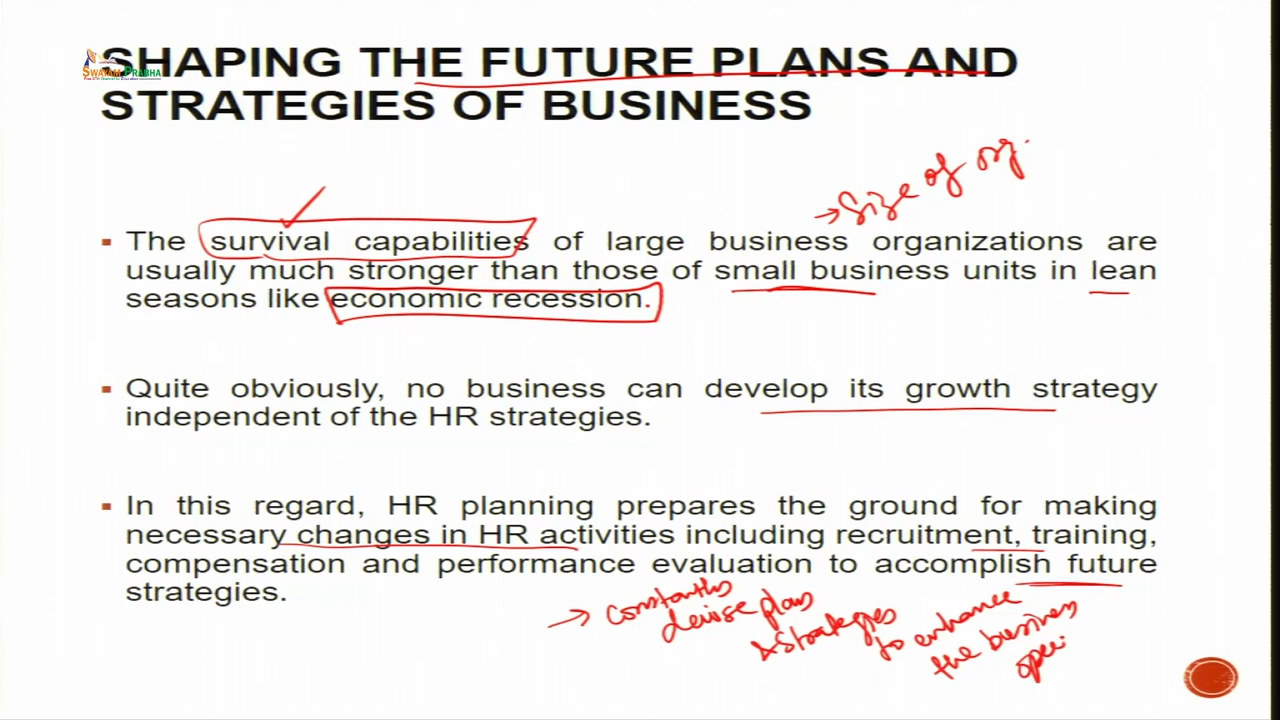 SHAPING THE FUTURE PLANS AND
STRATEGIES OF BUSINESS
SWAYAM PRABHA
→ Size of org.
▪ The survival capabilities of large business organizations are
usually much stronger than those of small business units in lean
seasons like economic recession.
▪ Quite obviously, no business can develop its growth strategy
independent of the HR strategies.
▪ In this regard, HR planning prepares the ground for making
necessary changes in HR activities including recruitment, training,
compensation and performance evaluation to accomplish future
strategies.
→
devise plans
& strategies
to enhance
the business